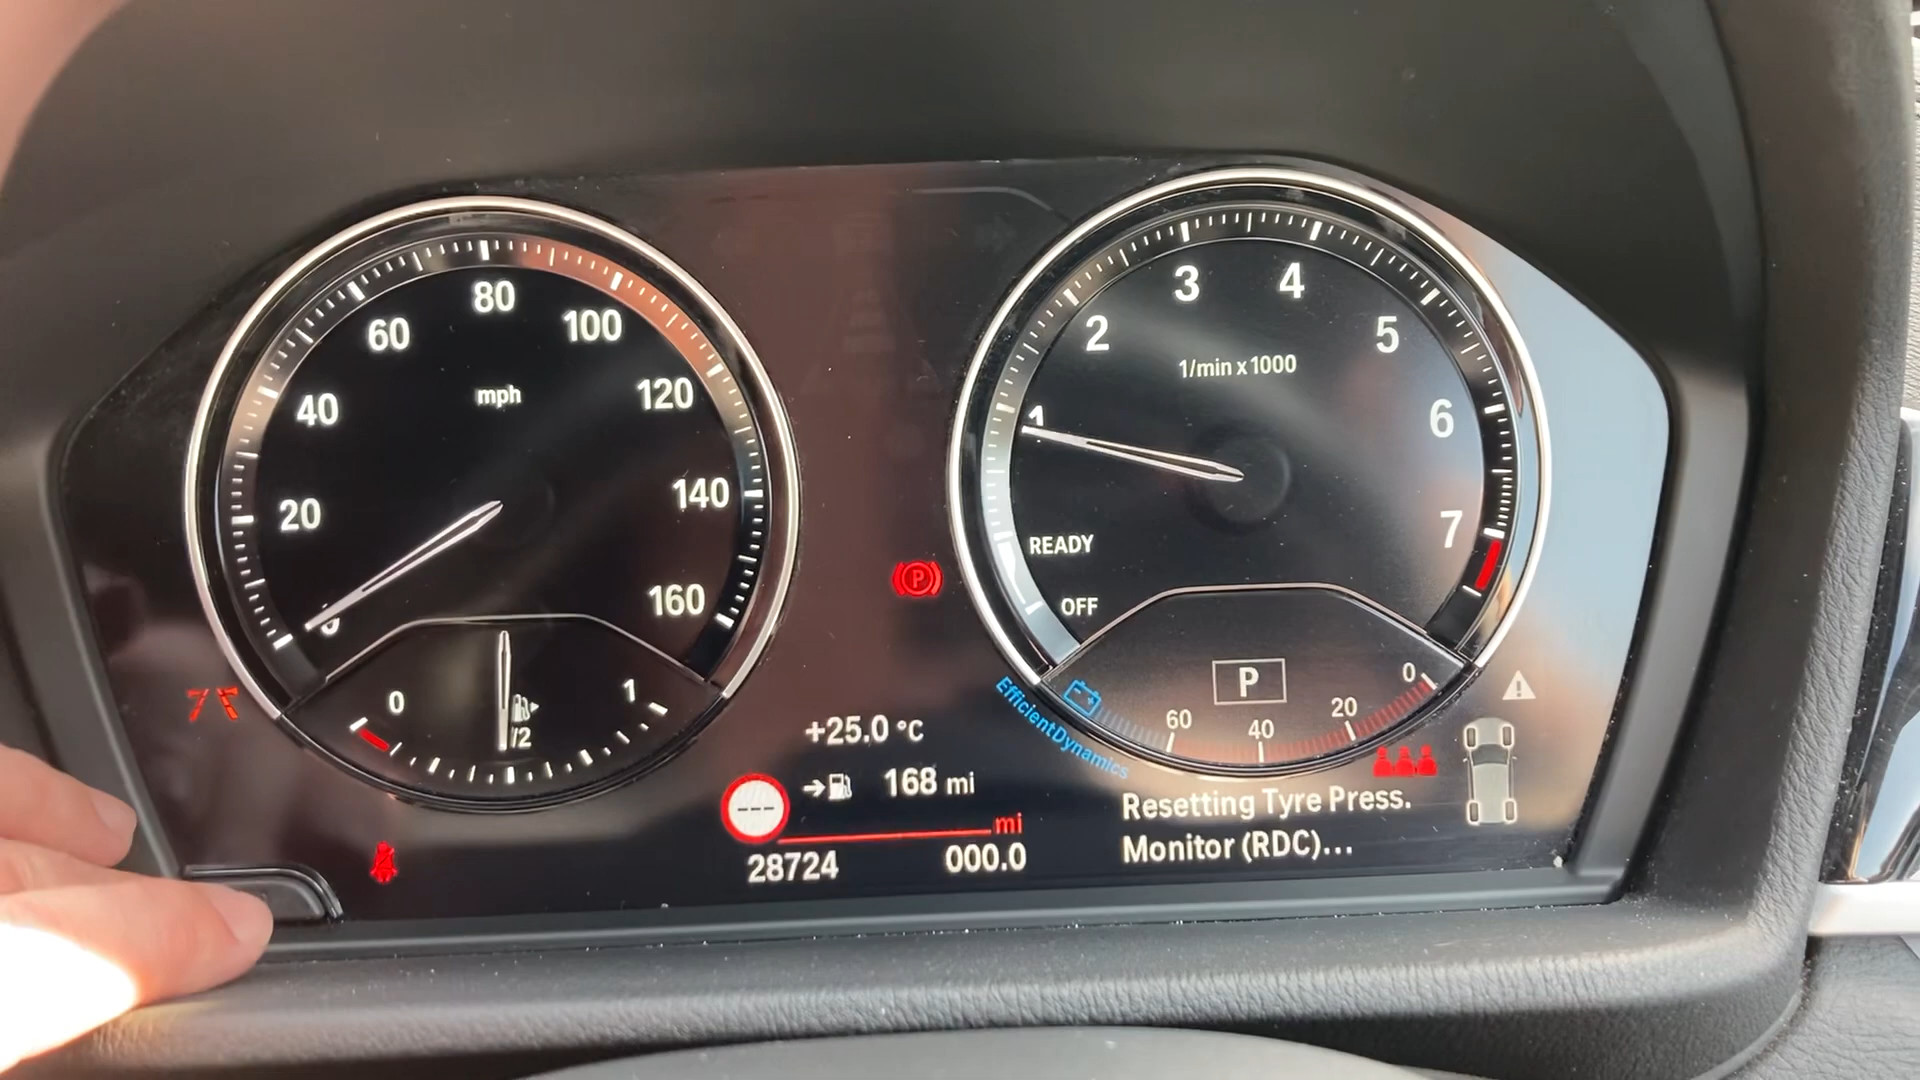 80
60
100
mph
40
120
20
140
160
0
0
1
1/2
3
4
2
5
1/min x 1000
1
6
READY
7
OFF
P
P
60
40
20
0
EfficientDynamics
+25.0 °C
168 mi
---
mi
28724
000.0
Resetting Tyre Press.
Monitor (RDC)...